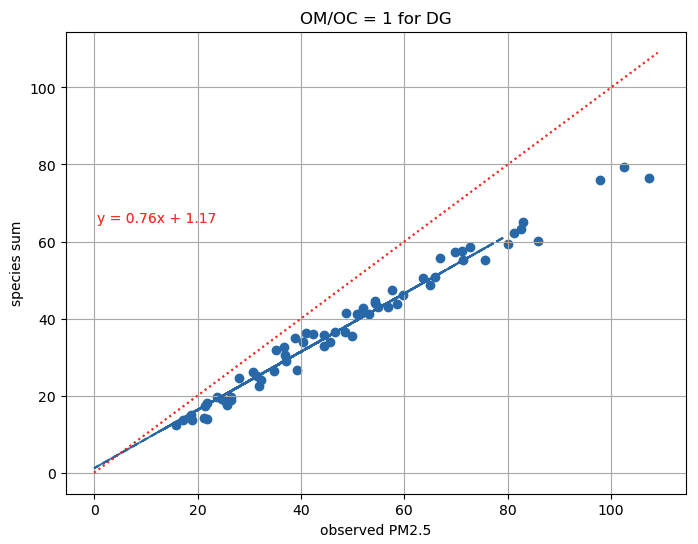 OM/OC = 1 for DG
species sum
100
80
60
40
20
0
y = 0.76x + 1.17
0 20 40 60 80 100
observed PM2.5